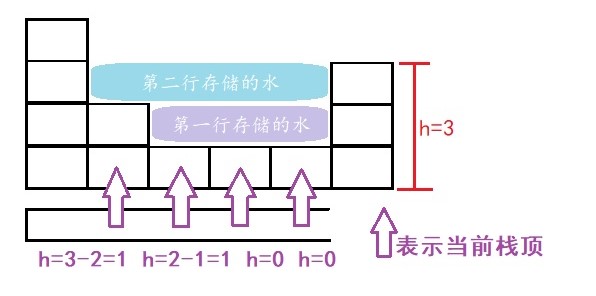 第二行存储的水
第一行存储的水
h=3
h=3-2=1 h=2-1=1 h=0 h=0
表示当前栈顶